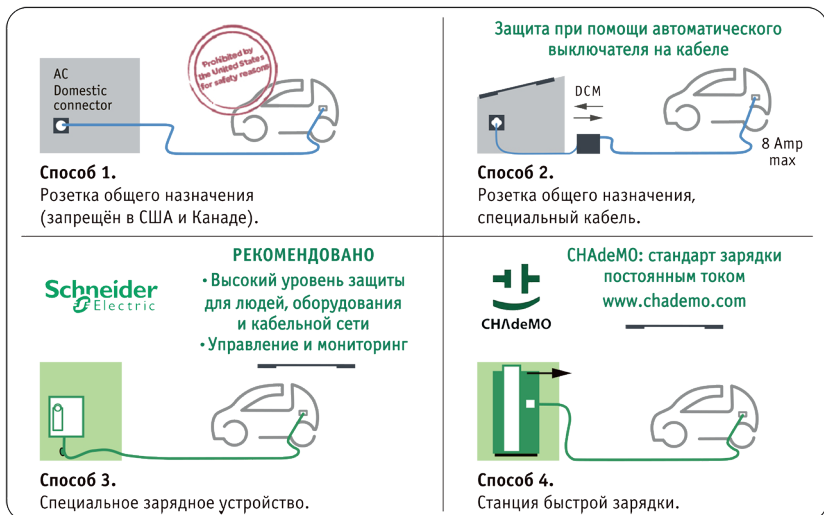 AC
Domestic
connector
Prohibited by
the United States
for safety reasons
Способ 1.
Розетка общего назначения
(запрещён в США и Канаде).
Защита при помощи автоматического
выключателя на кабеле
DCM
8 Amp
max
Способ 2.
Розетка общего назначения,
специальный кабель.
Schneider
Electric
РЕКОМЕНДОВАНО
• Высокий уровень защиты
для людей, оборудования
и кабельной сети
• Управление и мониторинг
Способ 3.
Специальное зарядное устройство.
CHAdeMO
CHAdeMO: стандарт зарядки
постоянным током
www.chademo.com
Способ 4.
Станция быстрой зарядки.